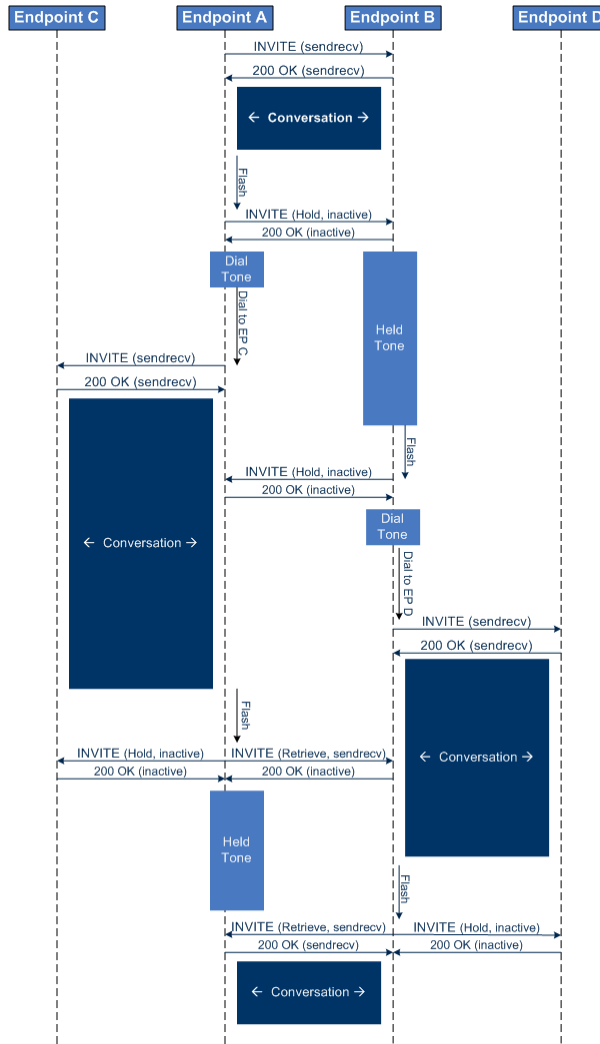 Endpoint C
Endpoint A
Endpoint B
Endpoint D
INVITE (sendrecv)
200 OK (sendrecv)
← Conversation →
Flash
INVITE (Hold, inactive)
200 OK (inactive)
Dial
Tone
Held
Tone
Dial to EP C
INVITE (sendrecv)
200 OK (sendrecv)
← Conversation →
Flash
INVITE (Hold, inactive)
200 OK (inactive)
Dial
Tone
Dial to EP D
INVITE (sendrecv)
200 OK (sendrecv)
← Conversation →
Flash
INVITE (Hold, inactive)
INVITE (Retrieve, sendrecv)
200 OK (inactive)
200 OK (inactive)
Held
Tone
Flash
INVITE (Retrieve, sendrecv)
INVITE (Hold, inactive)
200 OK (sendrecv)
200 OK (inactive)
← Conversation →